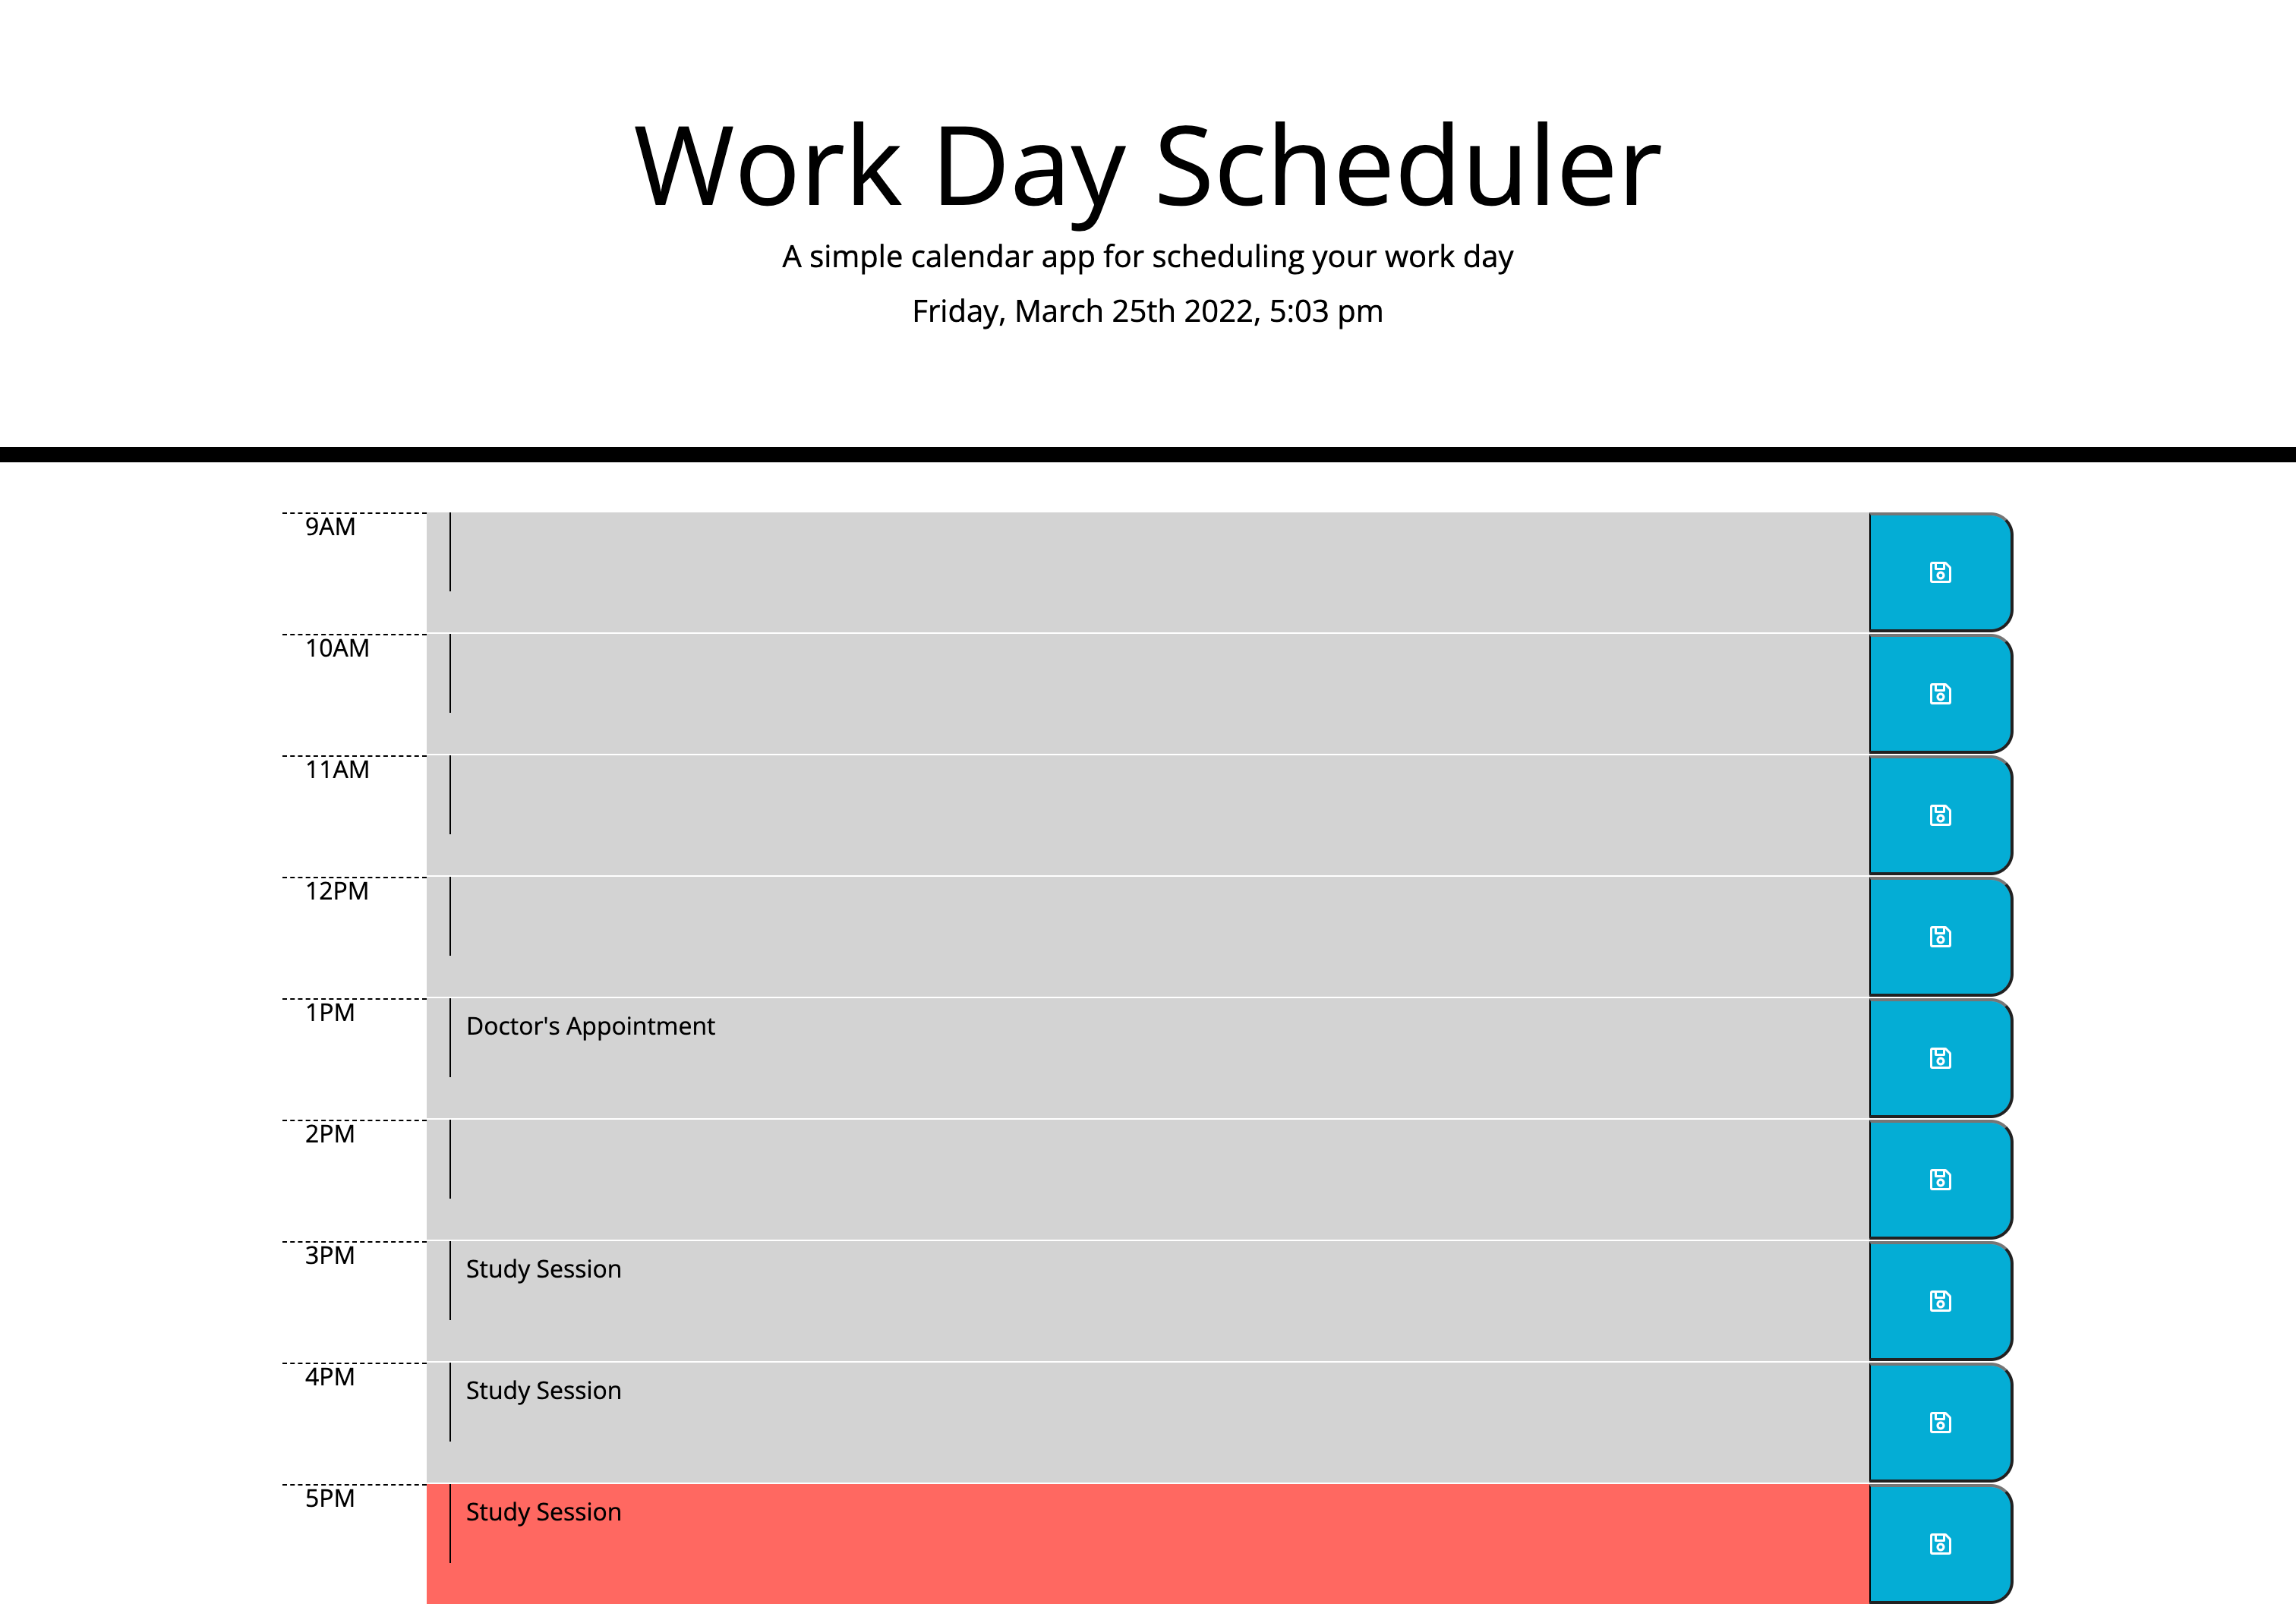 Work Day Scheduler
A simple calendar app for scheduling your work day
Friday, March 25th 2022, 5:03 pm
9AM
10AM
11AM
12PM
1PM Doctor's Appointment
2PM
3PM Study Session
4PM Study Session
5PM Study Session